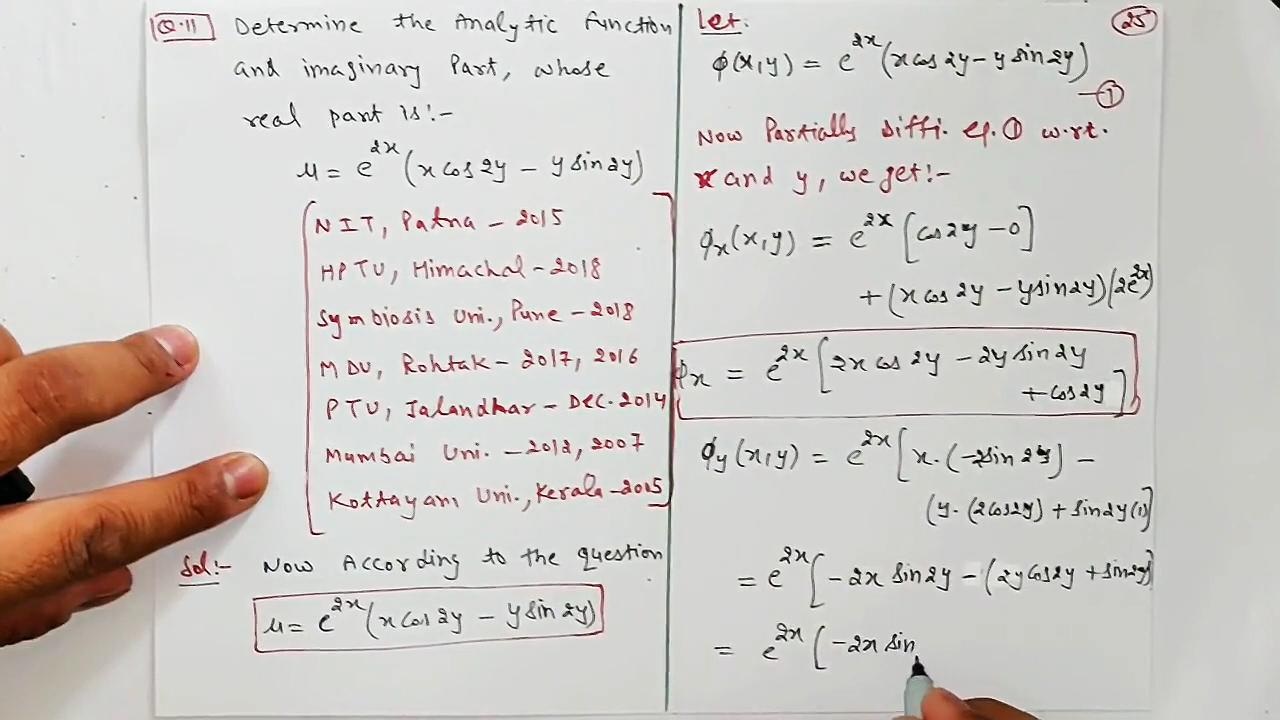 Q.11 Determine the Analytic function
and imaginary Part, whose
real part is:-
u = e^2x (x cos 2y - y sin 2y)
NIT, Patna - 2015
HPTU, Himachal - 2018
Symbiosis Uni., Pune - 2018
MDU, Rohtak - 2017, 2016
PTU, Jalandhar - Dec. 2014
Mumbai Uni. - 2012, 2007
Kottayam Uni., Kerala - 2005
Sol:- Now According to the question
u = e^2x (x cos 2y - y sin 2y)
25
Let.
φ(x,y) = e^2x (x cos 2y - y sin 2y)
-①
Now Partially diffi. eq. ① w.r.t.
x and y, we get:-
φx(x,y) = e^2x [cos 2y - 0]
+ (x cos 2y - y sin 2y)(2e^2x)
φx = e^2x [2x cos 2y - 2y sin 2y
+ cos 2y]
φy(x,y) = e^2x [x. (-2 sin 2y) -
(y. (2cos2y) + sin2y(1)]
= e^2x [-2x sin 2y - (2y cos 2y + sin 2y)]
= e^2x [-2x sin